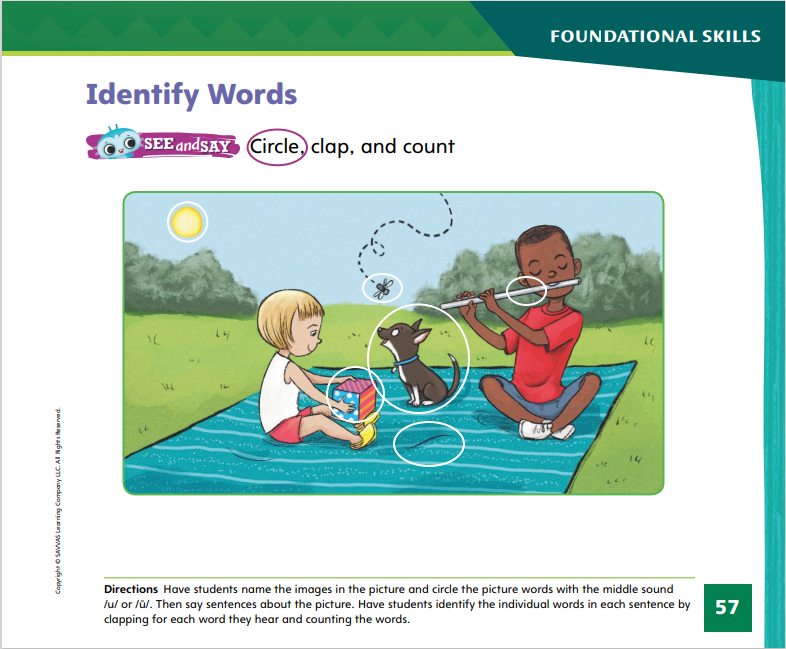 FOUNDATIONAL SKILLS
Identify Words
SEE and SAY Circle, clap, and count
Copyright © SAVVAS Learning Company LLC. All Rights Reserved.
Directions Have students name the images in the picture and circle the picture words with the middle sound
/u/ or /ū/. Then say sentences about the picture. Have students identify the individual words in each sentence by
clapping for each word they hear and counting the words.
57